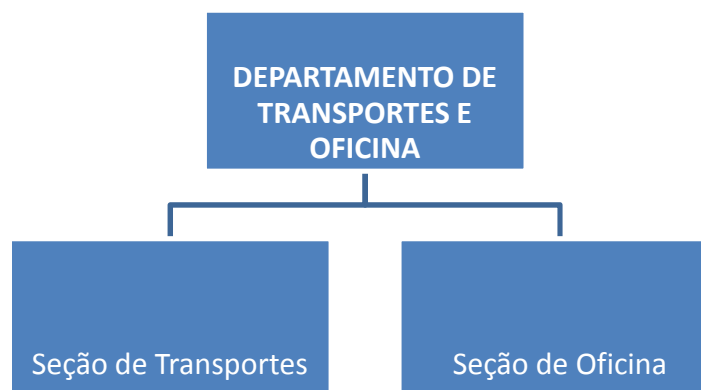 DEPARTAMENTO DE
TRANSPORTES E
OFICINA
Seção de Transportes
Seção de Oficina